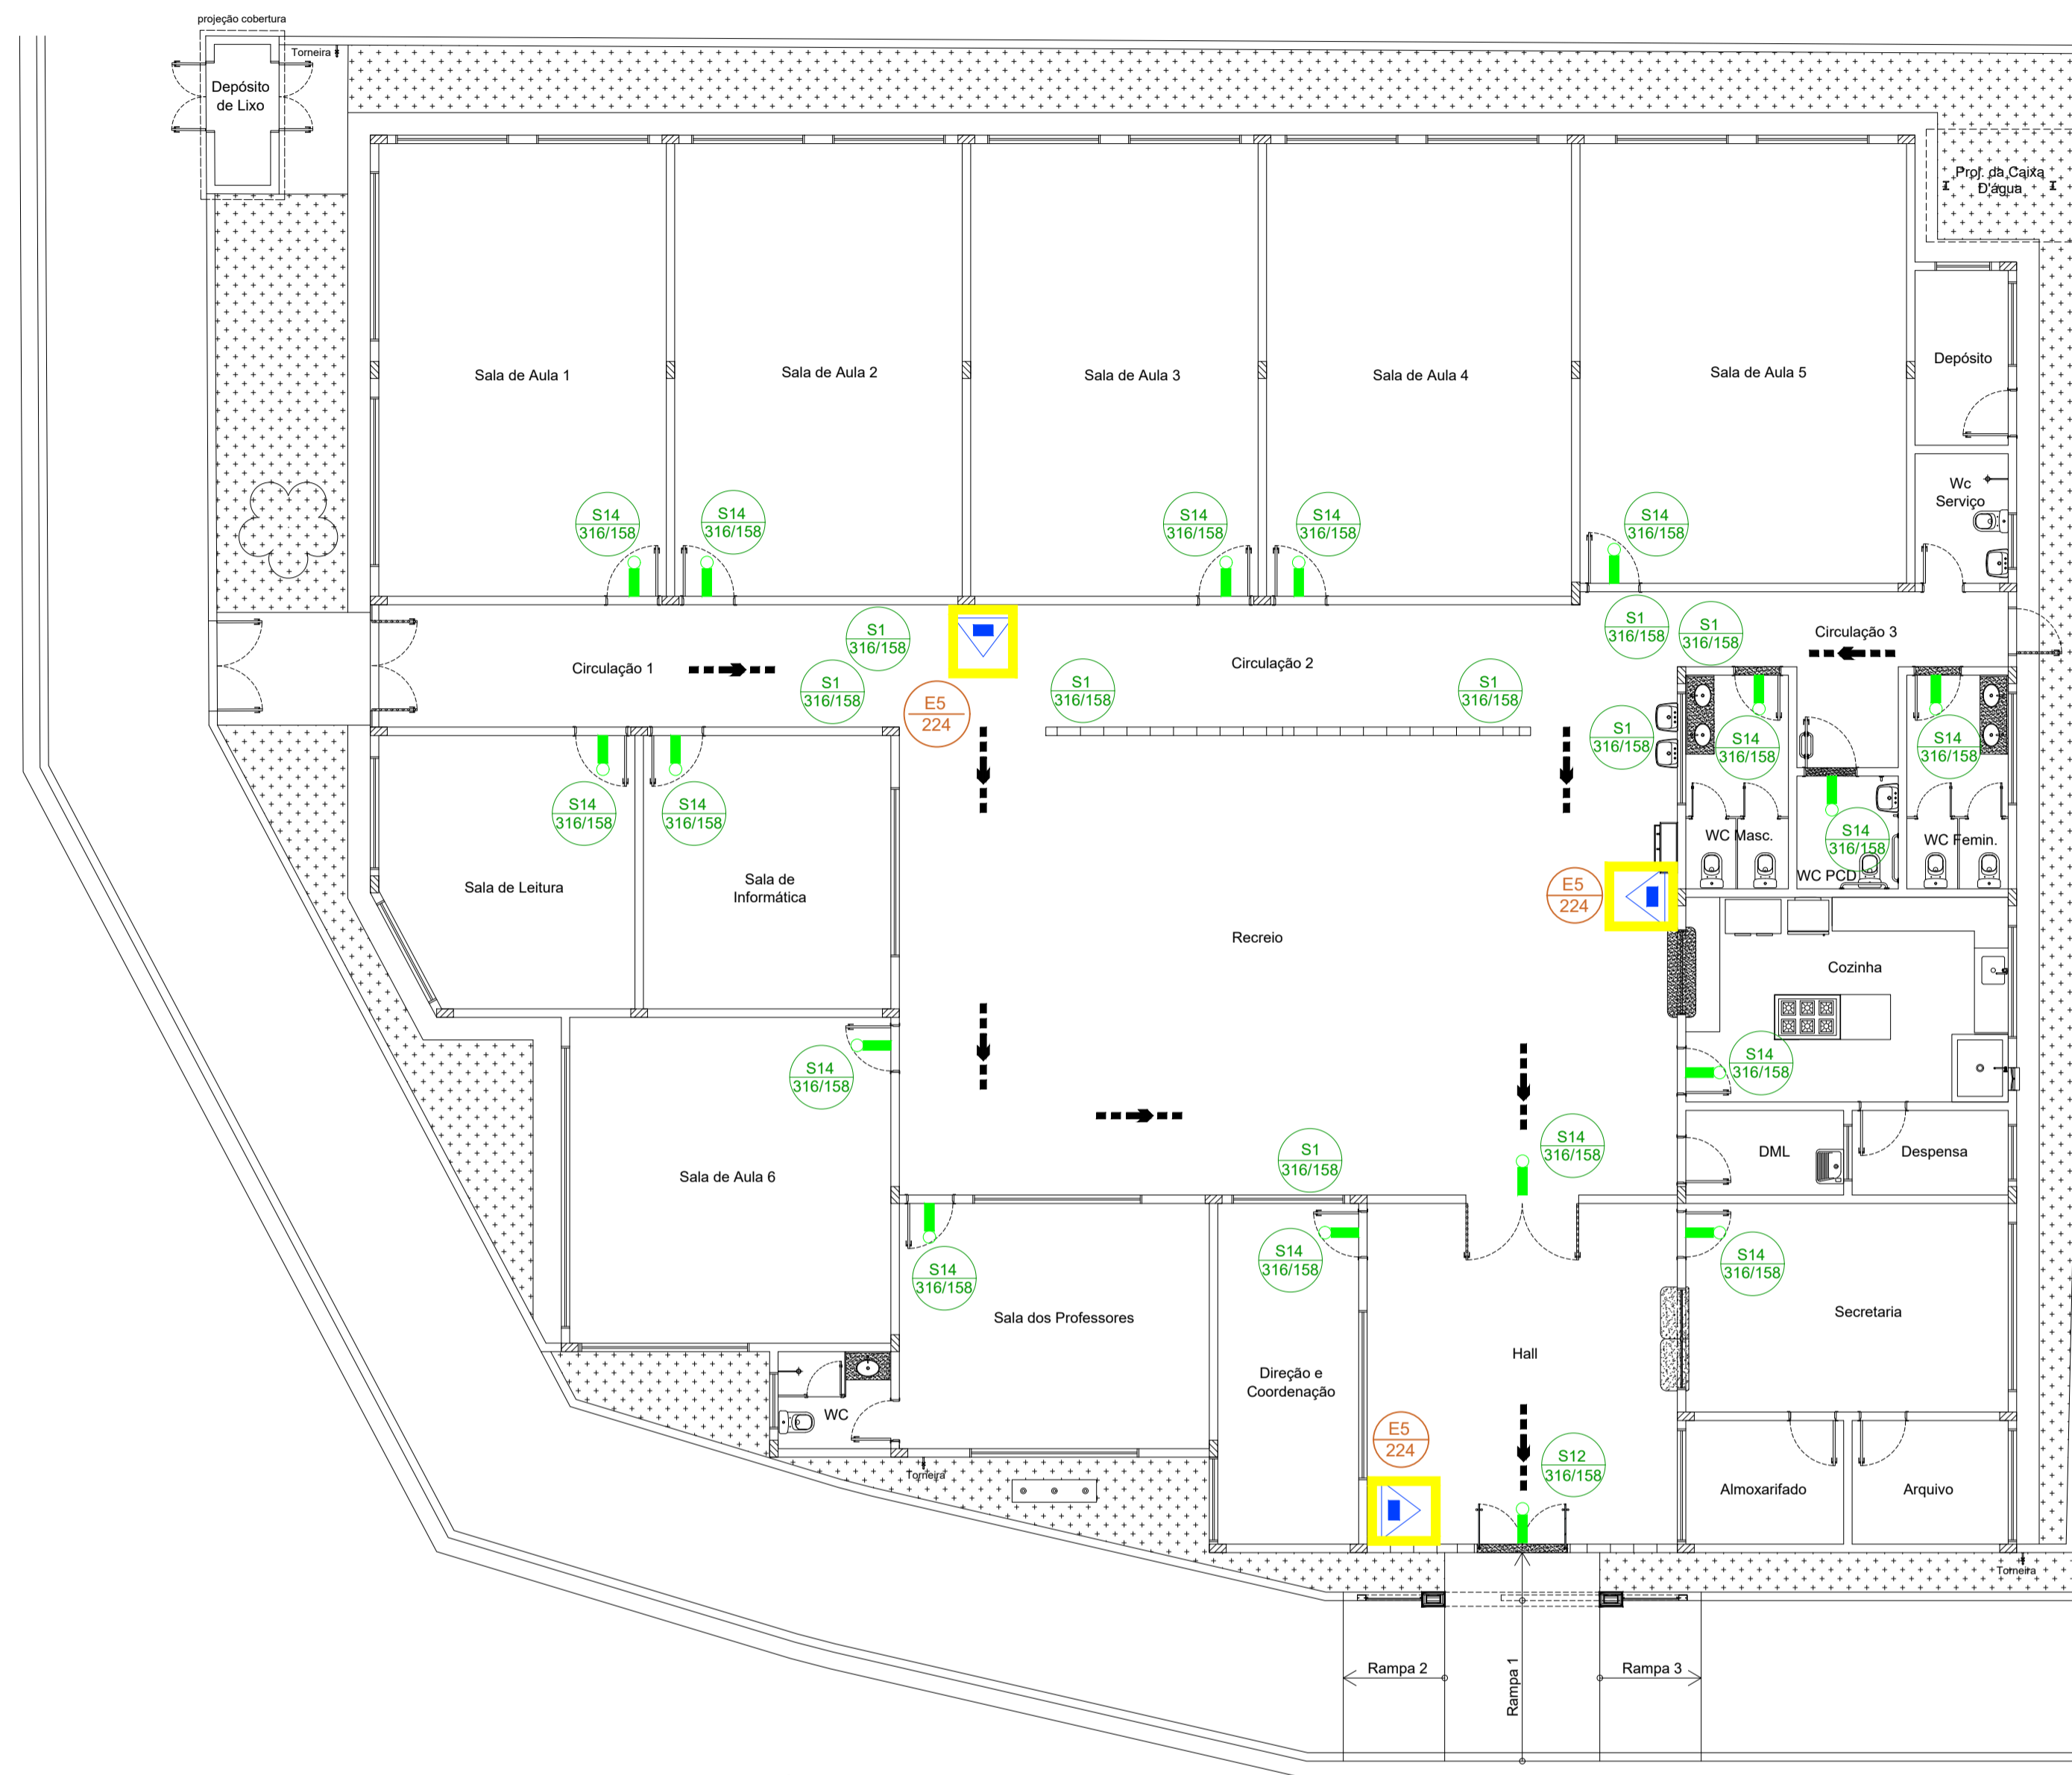 projeção cobertura
Torneira
Depósito
de Lixo
Proj. da Caixa
D'água
Sala de Aula 1
Sala de Aula 2
Sala de Aula 3
Sala de Aula 4
Sala de Aula 5
Depósito
Wc
Serviço
S14
316/158
S14
316/158
S14
316/158
S14
316/158
S14
316/158
S1
316/158
S1
316/158
S1
316/158
Circulação 3
Circulação 1
Circulação 2
S1
316/158
S1
316/158
S1
316/158
E5
224
S1
316/158
S14
316/158
S14
316/158
S14
316/158
S14
316/158
S14
316/158
WC Masc.
WC Femin.
WC PCD
Sala de Leitura
Sala de
Informática
E5
224
Recreio
Cozinha
S14
316/158
S14
316/158
S14
316/158
S1
316/158
DML
Despensa
Sala de Aula 6
S14
316/158
S14
316/158
S14
316/158
Sala dos Professores
Secretaria
Hall
Direção e
Coordenação
WC
E5
224
S12
316/158
Torneira
Almoxarifado
Arquivo
Torneira
Rampa 2
Rampa 1
Rampa 3